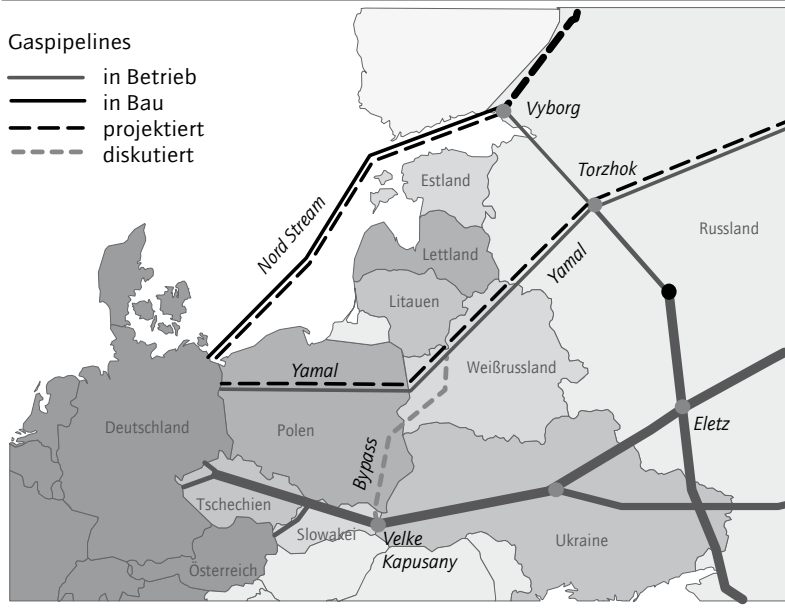 Gaspipelines
in Betrieb
in Bau
projektiert
diskutiert
Vyborg
Torzhok
Estland
Nord Stream
Russland
Lettland
Yamal
Litauen
Yamal
Weißrussland
Deutschland
Polen
Eletz
Bypass
Tschechien
Slowakei
Velke
Kapusany
Ukraine
Österreich